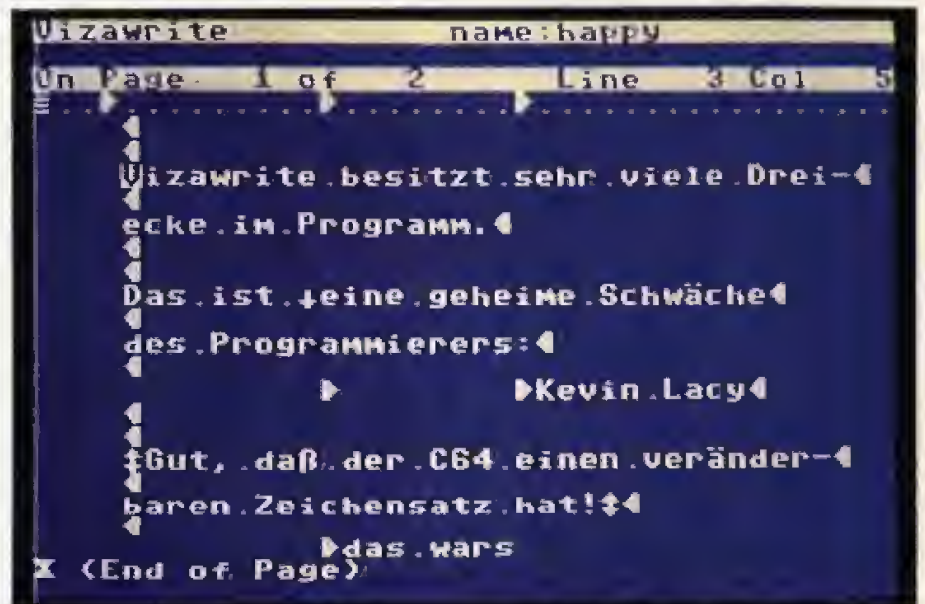 Vizawrite name:happy
On Page 1 of 2 Line 3 Col 5
Vizawrite.besitzt.sehr.viele.Drei-
ecke.im.Programm.
Das.ist.↓eine.geheime.Schwäche
des.Programmierers:
Kevin.Lacy
‡Gut,.daß.der.C64.einen.veränder-
baren.Zeichensatz.hat!‡
das.wars
X (End of Page)